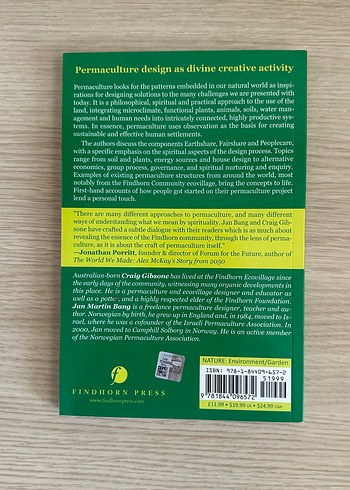 Permaculture design as divine creative activity
Permaculture looks for the patterns embedded in our natural world as inspi-
rations for designing solutions to the many challenges we are presented with
today. It is a philosophical, spiritual and practical approach to the use of the
land, integrating microclimate, functional plants, animals, soils, water man-
agement and human needs into intricately connected, highly productive sys-
tems. In essence, permaculture uses observation as the basis for creating
sustainable and effective human settlements.
The authors discuss the components Earthshare, Fairshare and Peoplecare,
with a specific emphasis on the spiritual aspects of the design process. Topics
range from soil and plants, energy sources and house design to alternative
economics, group process, governance, and spiritual nurturing and enquiry.
Examples of existing permaculture structures from around the world, most
notably from the Findhorn Community ecovillage, bring the concepts to life.
First-hand accounts of how people got started on their permaculture project
lend a personal touch.
"There are many different approaches to permaculture, and many different
ways of understanding what we mean by spirituality. Jan Bang and Craig Gib-
sone have crafted a subtle dialogue with their readers which is as much about
revealing the essence of the Findhorn community, through the lens of perma-
culture, as it is about the craft of permaculture itself."
—Jonathon Porritt, founder & director of Forum for the Future, author of
The World We Made: Alex McKay's Story from 2050
Australian-born Craig Gibsone has lived at the Findhorn Ecovillage since
the early days of the community, witnessing many organic developments in
this place. He is a permaculture and ecovillage designer and educator as
well as a potter, and a highly respected elder of the Findhorn Foundation.
Jan Martin Bang is a freelance permaculture designer, teacher and au-
thor. Norwegian by birth, he grew up in England and, in 1984, moved to Is-
rael, where he was a cofounder of the Israeli Permaculture Association. In
2000, Jan moved to Camphill Solborg in Norway. He is an active member
of the Norwegian Permaculture Association.
NATURE: Environment/Garden
ISBN: 978-1-84409-657-2
51999
9 781844 096572
£11.99 • $19.99 US • $24.99 CAN
FINDHORN PRESS
www.findhornpress.com